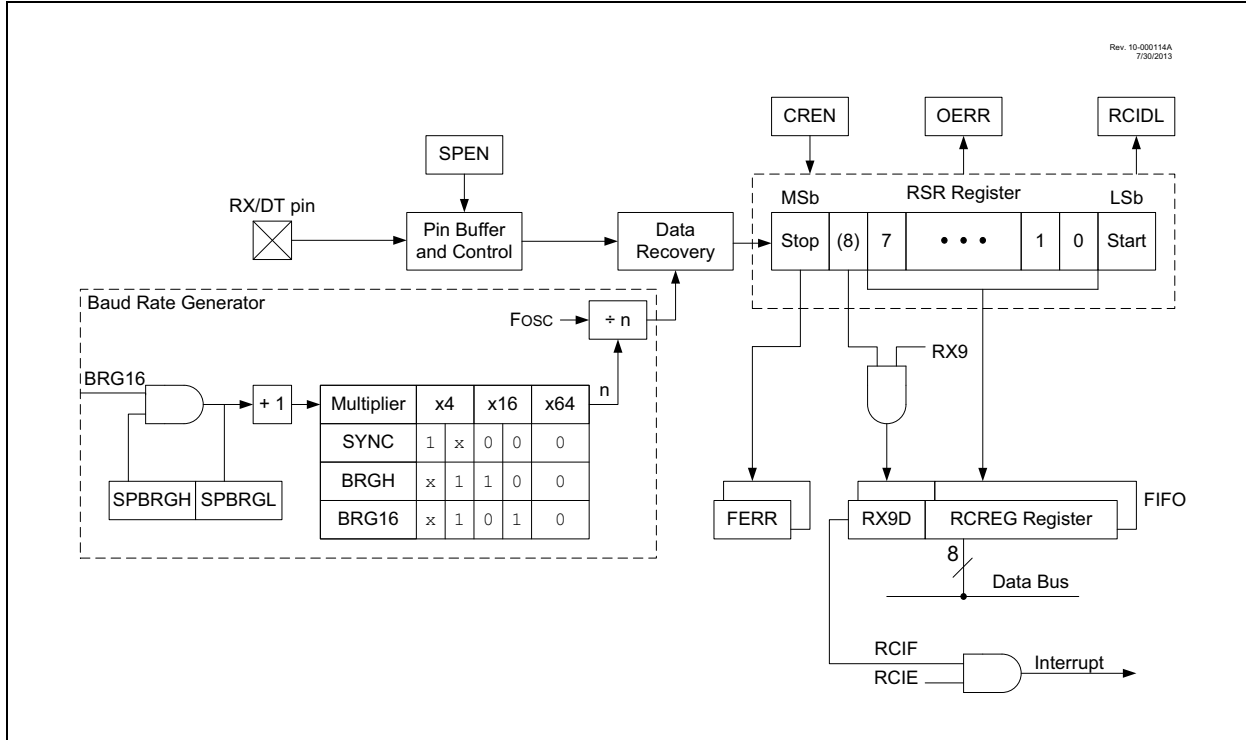 Rev. 10-000114A
7/30/2013
CREN
OERR
RCIDL
SPEN
RX/DT pin
Pin Buffer
and Control
Data
Recovery
MSb
RSR Register
LSb
Stop (8) 7 • • • 1 0 Start
Baud Rate Generator
FOSC
÷ n
n
BRG16
+ 1
SPBRGH SPBRGL
Multiplier x4 x16 x64
SYNC 1 x 0 0 0
BRGH x 1 1 0 0
BRG16 x 1 0 1 0
RX9
FERR
RX9D RCREG Register
FIFO
8
Data Bus
RCIF
RCIE
Interrupt